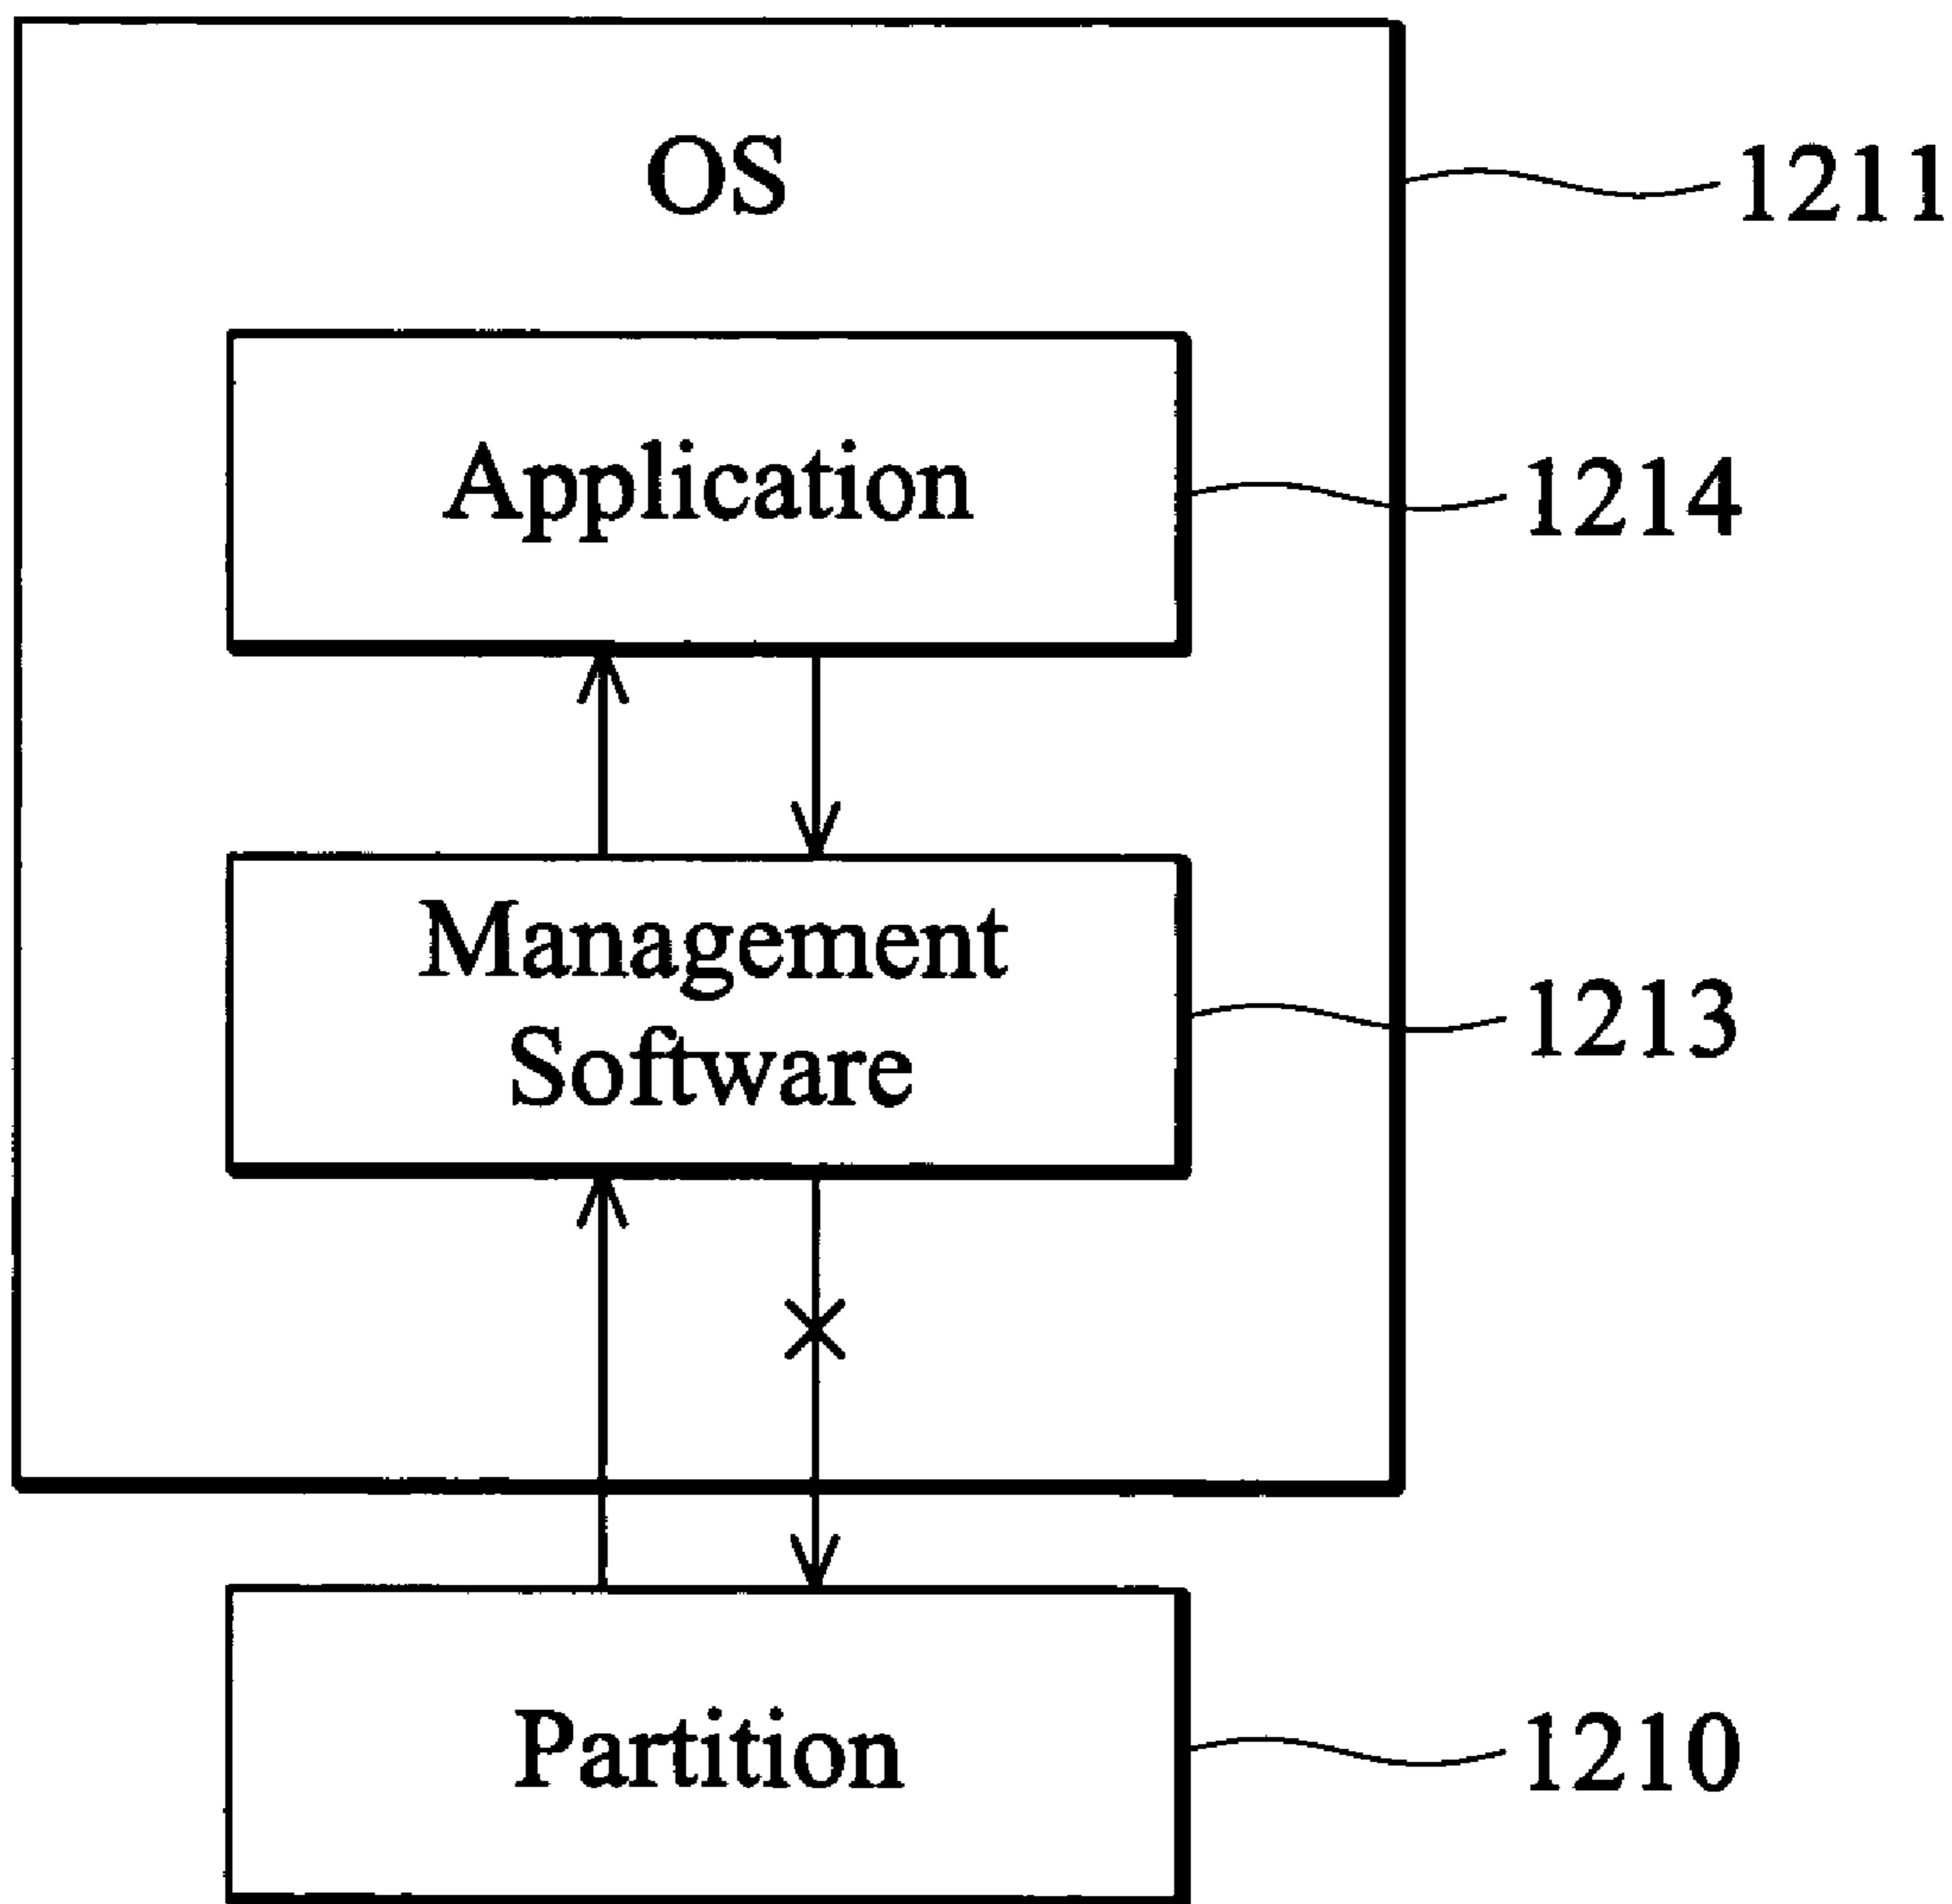 OS
1211
Application
1214
Management
Software
1213
Partition
1210